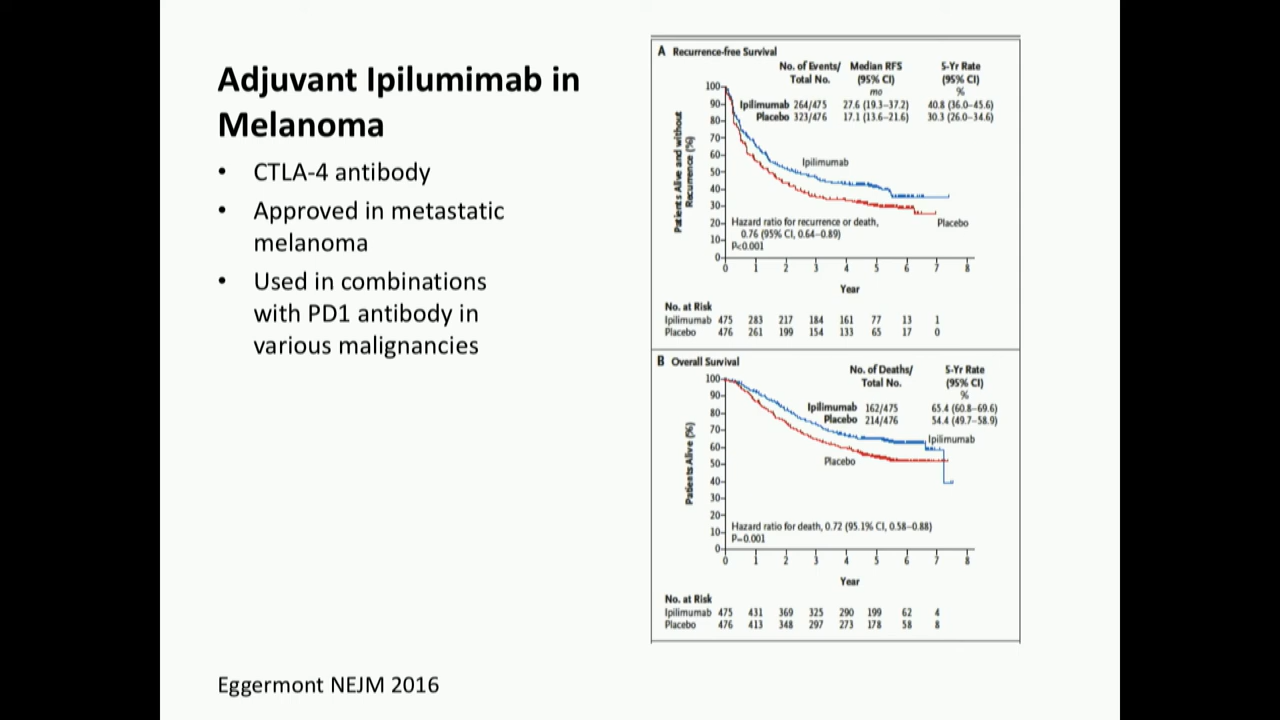 Adjuvant Ipilumimab in
Melanoma
• CTLA-4 antibody
• Approved in metastatic
melanoma
• Used in combinations
with PD1 antibody in
various malignancies
Eggermont NEJM 2016
A Recurrence-free Survival
No. of Events/ Median RFS 5-Yr Rate
Total No. (95% CI) (95% CI)
mo %
Ipilimumab 264/475 27.6 (19.3–37.2) 40.8 (36.0–45.6)
Placebo 323/476 17.1 (13.6–21.6) 30.3 (26.0–34.6)
Patients Alive and without
Recurrence (%)
100
90
80
70
60
50
40
30
20
10
0
Ipilimumab
Placebo
Hazard ratio for recurrence or death,
0.76 (95% CI, 0.64–0.89)
P<0.001
0 1 2 3 4 5 6 7 8
Year
No. at Risk
Ipilimumab 475 283 217 184 161 77 13 1
Placebo 476 261 199 154 133 65 17 0
B Overall Survival
No. of Deaths/ 5-Yr Rate
Total No. (95% CI)
%
Ipilimumab 162/475 65.4 (60.8–69.6)
Placebo 214/476 54.4 (49.7–58.9)
Patients Alive (%)
100
90
80
70
60
50
40
30
20
10
0
Ipilimumab
Placebo
Hazard ratio for death, 0.72 (95.1% CI, 0.58–0.88)
P=0.001
0 1 2 3 4 5 6 7 8
Year
No. at Risk
Ipilimumab 475 431 369 325 290 199 62 4
Placebo 476 413 348 297 273 178 58 8